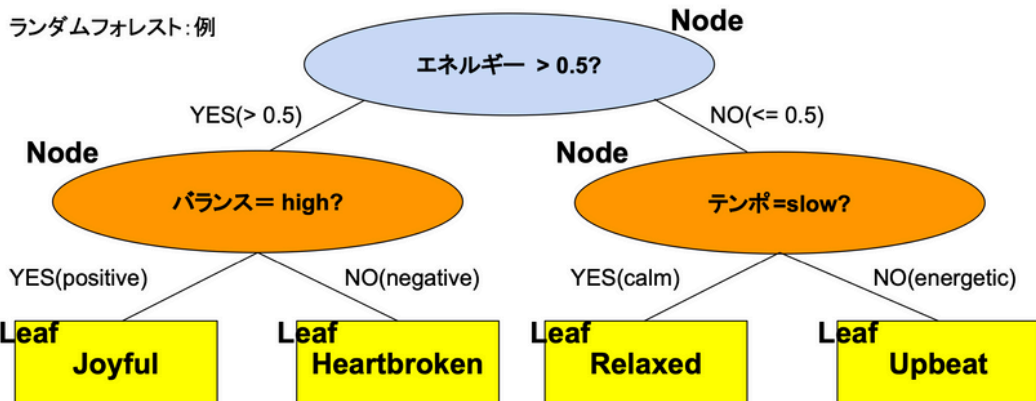 ランダムフォレスト:例
Node
エネルギー > 0.5?
YES(> 0.5)
NO(<= 0.5)
Node
Node
バランス= high?
テンポ=slow?
YES(positive)
NO(negative)
YES(calm)
NO(energetic)
Leaf
Leaf
Leaf
Leaf
Joyful
Heartbroken
Relaxed
Upbeat